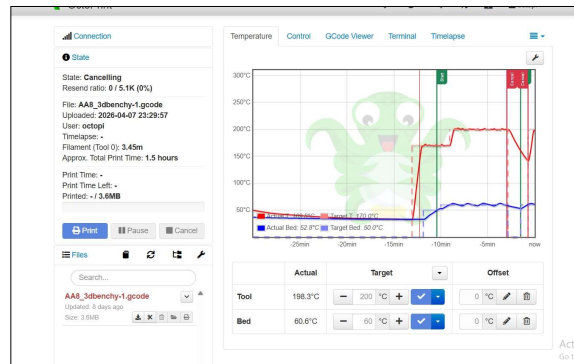 OctoPrint
Connection
State
State: Cancelling
Resend ratio: 0 / 5.1K (0%)
File: AA8_3dbenchy-1.gcode
Uploaded: 2026-04-07 23:29:57
User: octopi
Timelapse: -
Filament (Tool 0): 3.45m
Approx. Total Print Time: 1.5 hours
Print Time: -
Print Time Left: -
Printed: - / 3.6MB
Print Pause Cancel
Files
Search...
AA8_3dbenchy-1.gcode
Updated: 8 days ago
Size: 3.6MB
Temperature Control GCode Viewer Terminal Timelapse
300°C
250°C
200°C
150°C
100°C
50°C
Target T: 170.0°C
Actual Bed: 52.8°C Target Bed: 50.0°C
-25min -20min -15min -10min -5min now
Actual Target Offset
Tool 198.3°C 200 °C 0 °C
Bed 60.6°C 60 °C 0 °C